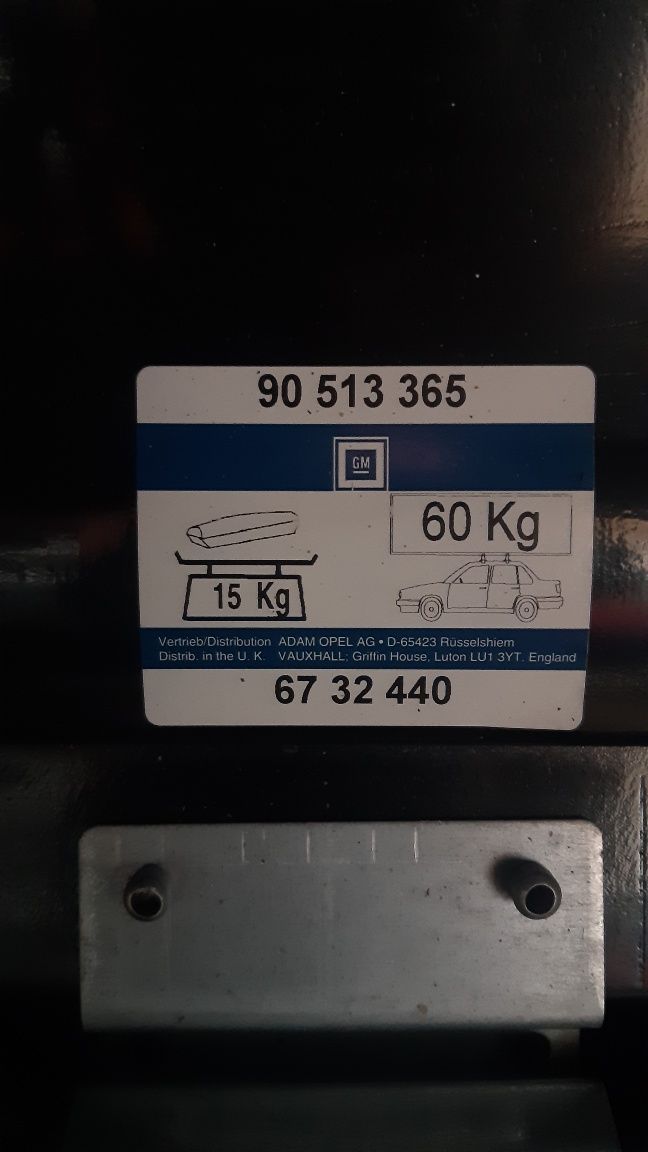 90 513 365
GM
60 Kg
15 Kg
Vertrieb/Distribution ADAM OPEL AG • D-65423 Rüsselshiem
Distrib. in the U. K. VAUXHALL; Griffin House, Luton LU1 3YT. England
67 32 440